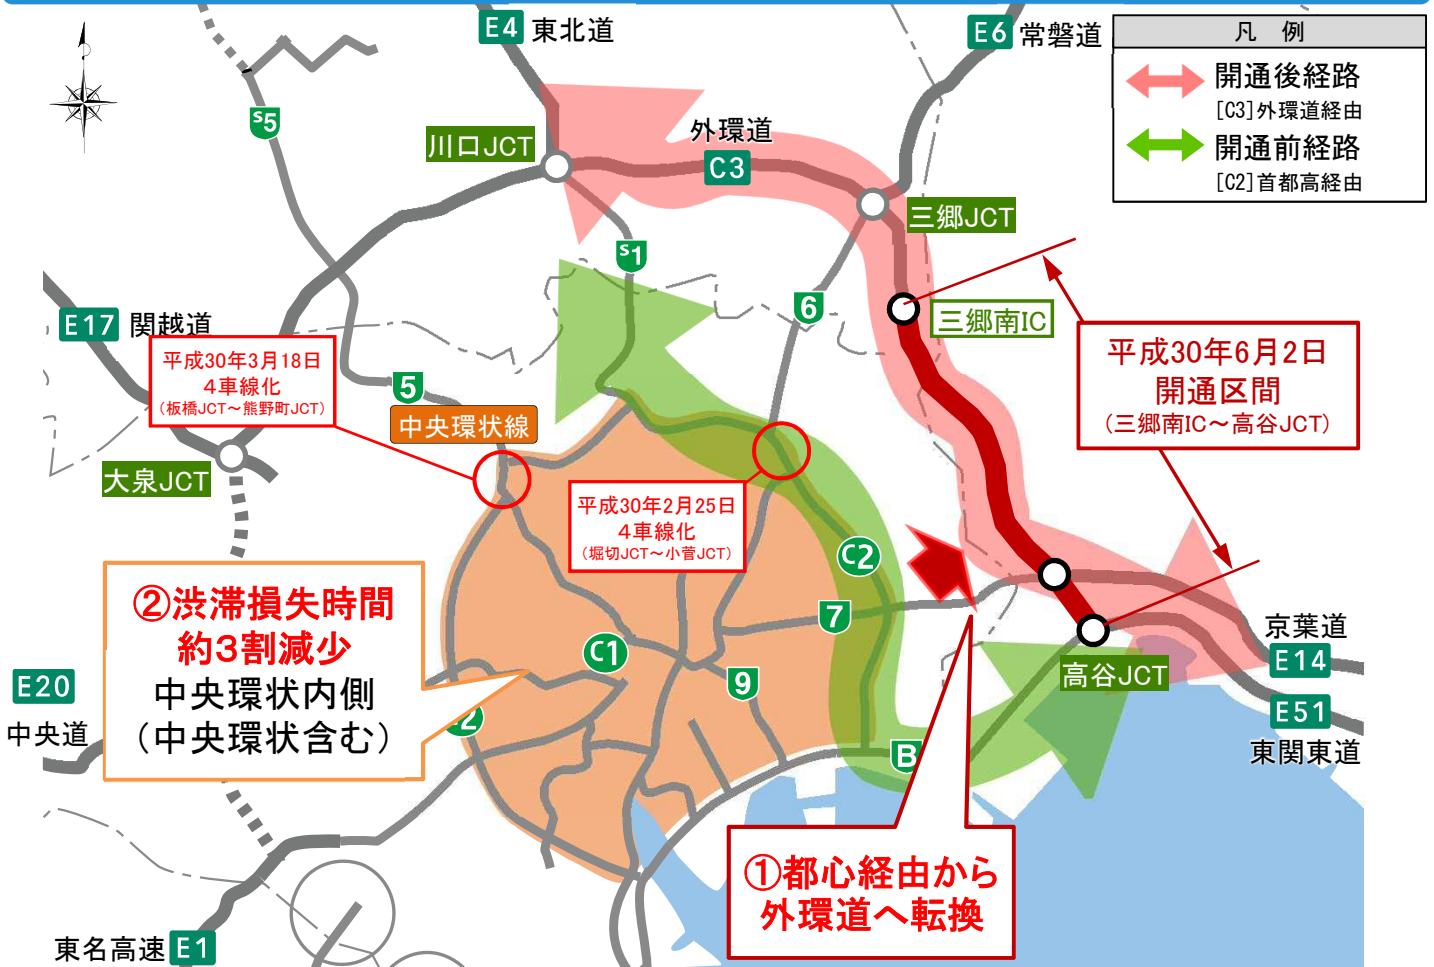 E4 東北道
E6 常磐道
凡 例
開通後経路
[C3]外環道経由
開通前経路
[C2]首都高経由
S5
川口JCT
外環道
C3
三郷JCT
S1
6
三郷南IC
E17 関越道
平成30年3月18日
4車線化
(板橋JCT～熊野町JCT)
5
中央環状線
平成30年6月2日
開通区間
(三郷南IC～高谷JCT)
大泉JCT
平成30年2月25日
4車線化
(堀切JCT～小菅JCT)
C2
②渋滞損失時間
約3割減少
中央環状内側
(中央環状含む)
7
C1
9
京葉道
E14
高谷JCT
E20
中央道
2
E51
東関東道
B
①都心経由から
外環道へ転換
東名高速 E1